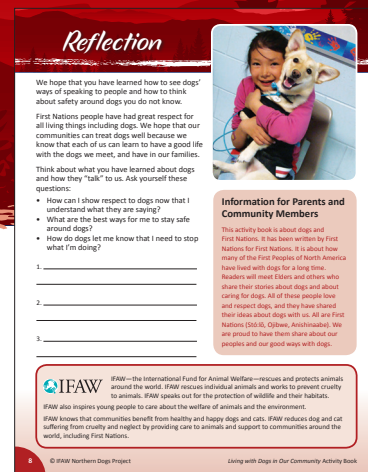 Reflection
We hope that you have learned how to see dogs'
ways of speaking to people and how to think
about safety around dogs you do not know.
First Nations people have had great respect for
all living things including dogs. We hope that our
communities can treat dogs well because we
know that each of us can learn to have a good life
with the dogs we meet, and have in our families.
Think about what you have learned about dogs
and how they “talk” to us. Ask yourself these
questions:
• How can I show respect to dogs now that I
understand what they are saying?
• What are the best ways for me to stay safe
around dogs?
• How do dogs let me know that I need to stop
what I'm doing?
1.
2.
3.
Information for Parents and
Community Members
This activity book is about dogs and
First Nations. It has been written by First
Nations for First Nations. It is about how
many of the First Peoples of North America
have lived with dogs for a long time.
Readers will meet Elders and others who
share their stories about dogs and about
caring for dogs. All of these people love
and respect dogs, and they have shared
their ideas about dogs with us. All are First
Nations (Stó:lō, Ojibwe, Anishinaabe). We
are proud to have them share about our
peoples and our good ways with dogs.
IFAW
IFAW—the International Fund for Animal Welfare—rescues and protects animals
around the world. IFAW rescues individual animals and works to prevent cruelty
to animals. IFAW speaks out for the protection of wildlife and their habitats.
IFAW also inspires young people to care about the welfare of animals and the environment.
IFAW knows that communities benefit from healthy and happy dogs and cats. IFAW reduces dog and cat
suffering from cruelty and neglect by providing care to animals and support to communities around the
world, including First Nations.
8 © IFAW Northern Dogs Project
Living with Dogs in Our Community Activity Book